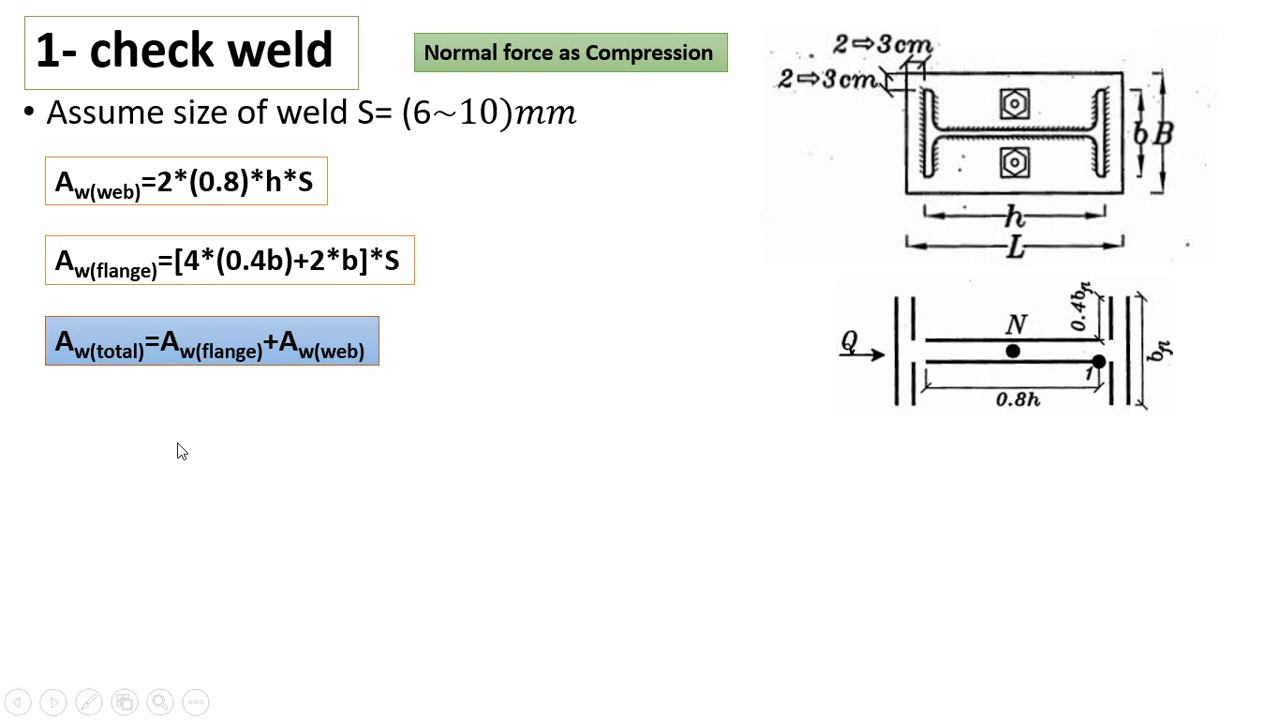 1- check weld
Normal force as Compression
• Assume size of weld S= (6~10)mm
Aw(web)=2*(0.8)*h*S
Aw(flange)=[4*(0.4b)+2*b]*S
Aw(total)=Aw(flange)+Aw(web)
2⇒3cm
2⇒3cm
b B
h
L
Q
N
1
0.8h
0.4bfl
bfl